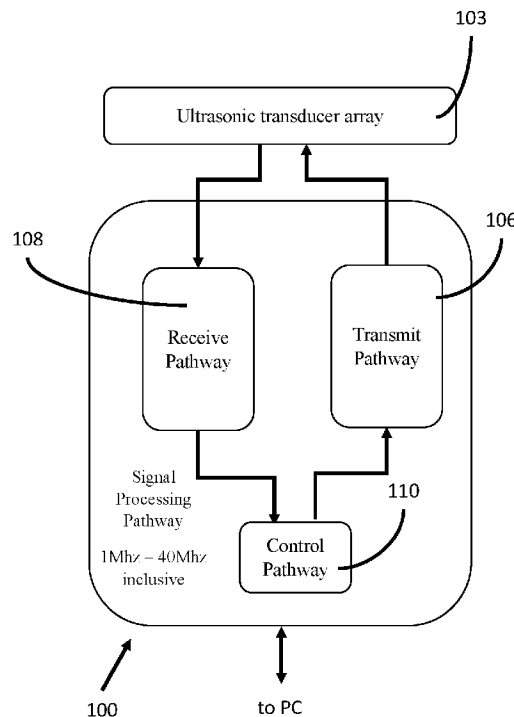 103
Ultrasonic transducer array
108
106
Receive
Pathway
Transmit
Pathway
Signal
Processing
Pathway
1Mhz – 40Mhz
inclusive
110
Control
Pathway
100
to PC